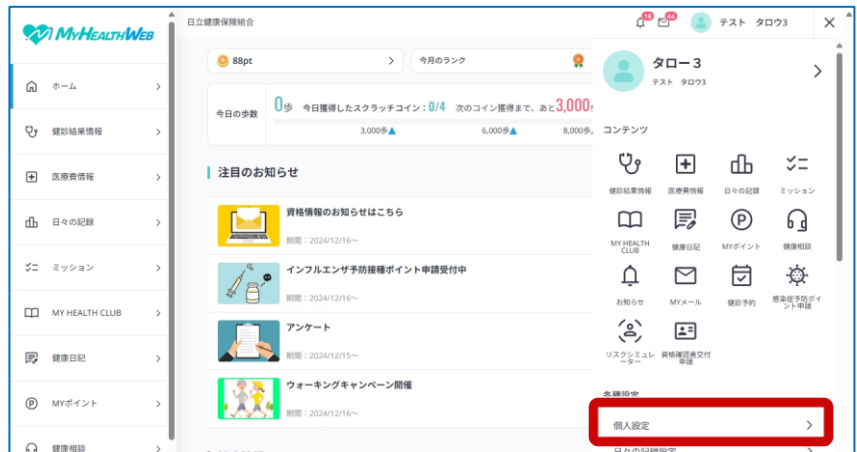 MYHEALTHWEB
ホーム
健診結果情報
医療費情報
日々の記録
ミッション
MY HEALTH CLUB
健康日記
MYポイント
健康相談
日立健康保険組合
18
44
テスト タロウ3
88pt
今月のランク
今日の歩数
0歩 今日獲得したスクラッチコイン:0/4 次のコイン獲得まで、あと3,000
3,000歩▲
6,000歩▲
8,000歩
注目のお知らせ
資格情報のお知らせはこちら
期間:2024/12/16~
インフルエンザ予防接種ポイント申請受付中
期間:2024/12/16~
アンケート
期間:2024/12/15~
ウォーキングキャンペーン開催
期間:2024/12/16~
タロー3
テスト タロウ3
コンテンツ
健診結果情報
医療費情報
日々の記録
ミッション
MY HEALTH
CLUB
健康日記
MYポイント
健康相談
お知らせ
MYメール
健診予約
感染症予防ポイ
ント申請
リスクシミュレ
ーター
資格確認書交付
申請
各種設定
個人設定
日々の記録設定